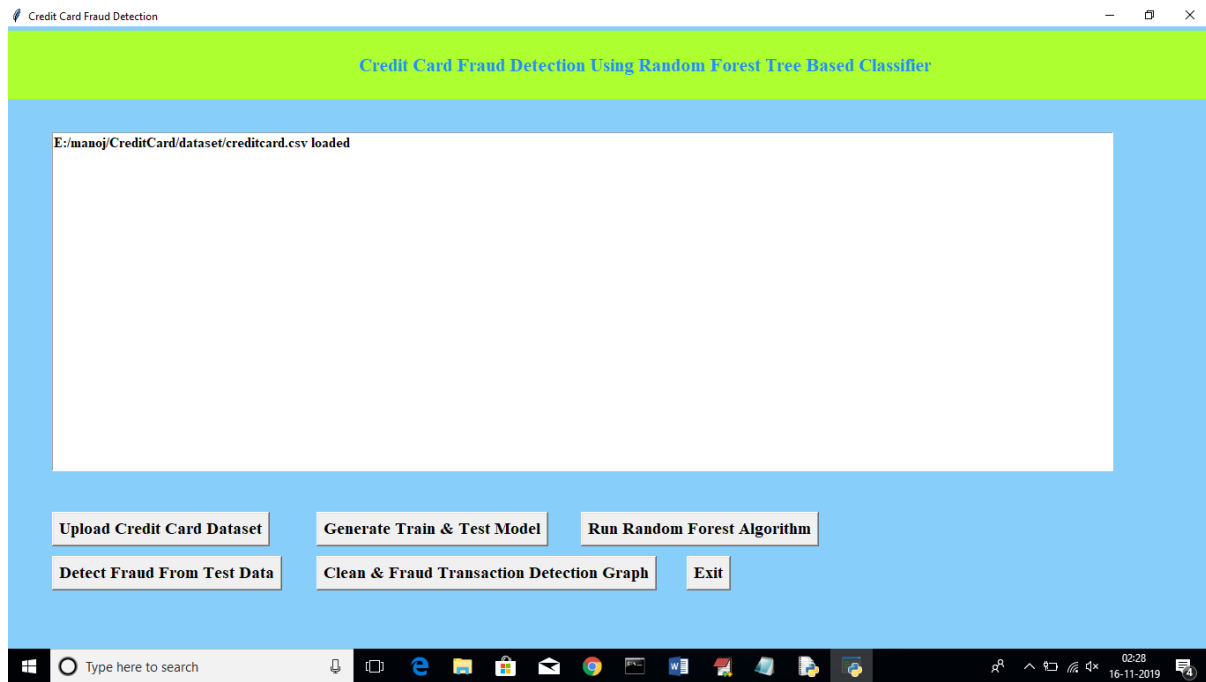 Credit Card Fraud Detection
Credit Card Fraud Detection Using Random Forest Tree Based Classifier
E:/manoj/CreditCard/dataset/creditcard.csv loaded
Upload Credit Card Dataset Generate Train & Test Model Run Random Forest Algorithm
Detect Fraud From Test Data Clean & Fraud Transaction Detection Graph Exit
Type here to search
02:28
16-11-2019
4